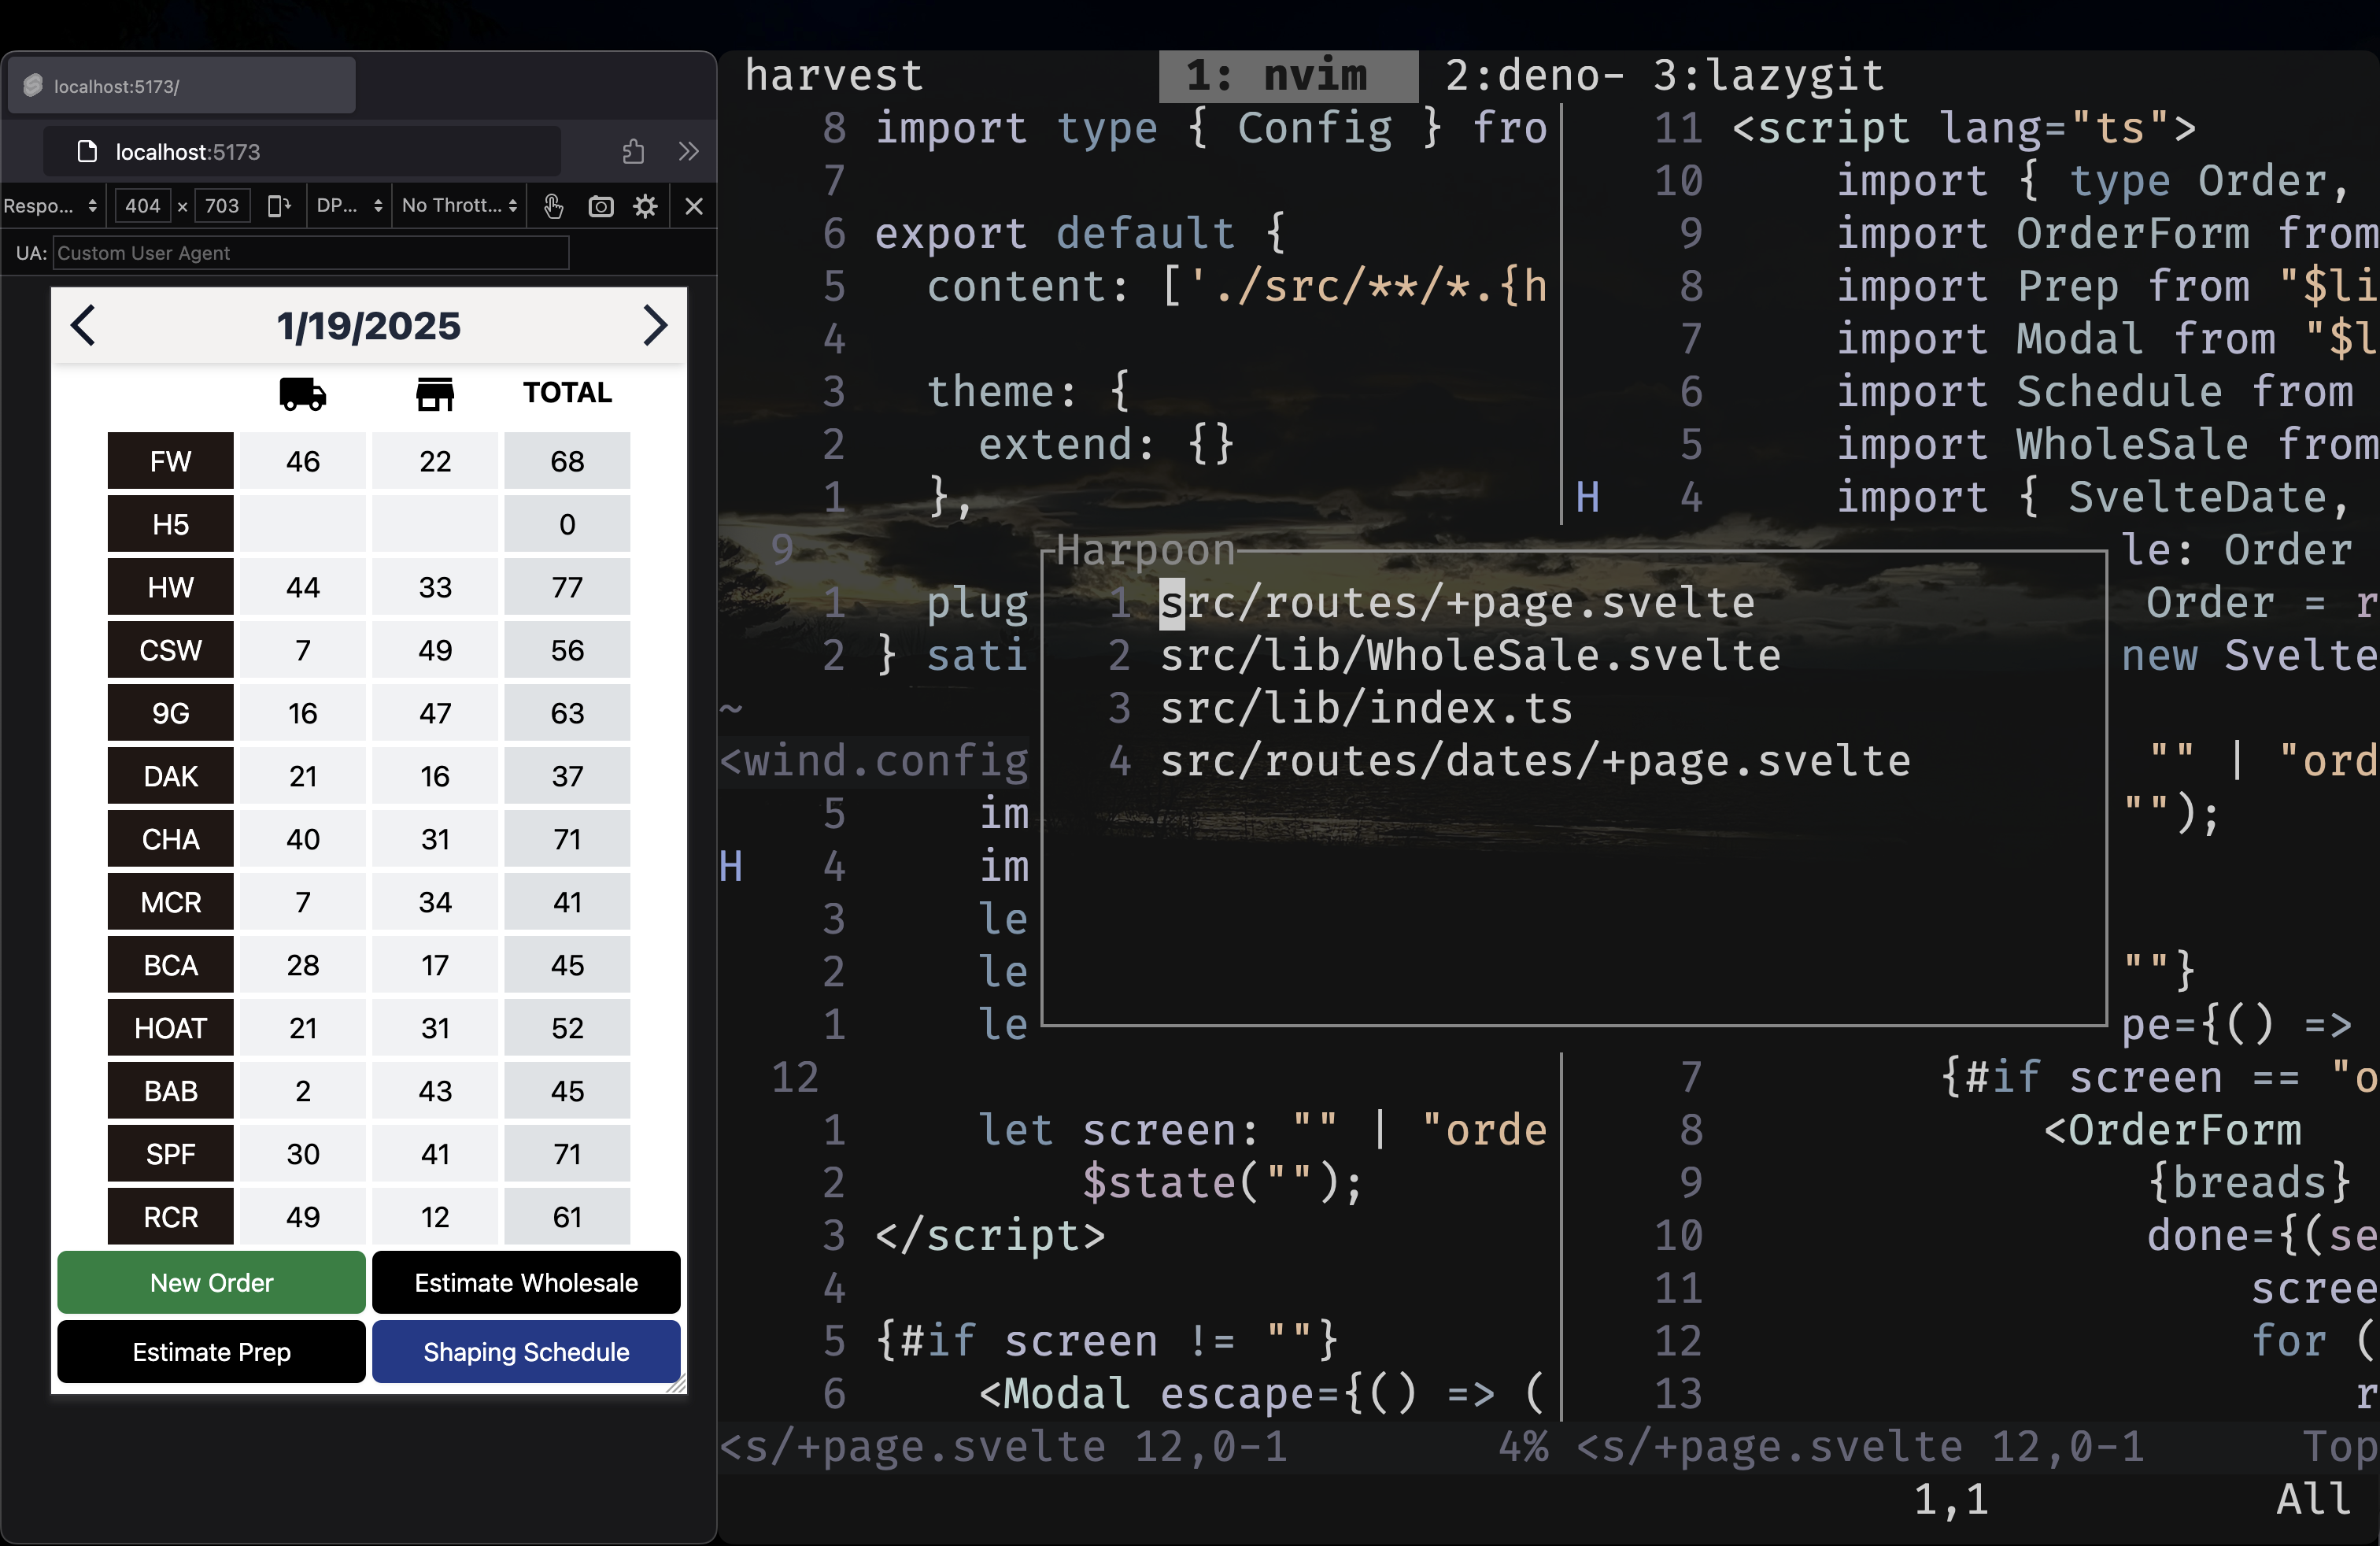 localhost:5173/
localhost:5173
Respo... 404 × 703 DP... No Thrott...
UA: Custom User Agent
1/19/2025
TOTAL
FW 46 22 68
H5 0
HW 44 33 77
CSW 7 49 56
9G 16 47 63
DAK 21 16 37
CHA 40 31 71
MCR 7 34 41
BCA 28 17 45
HOAT 21 31 52
BAB 2 43 45
SPF 30 41 71
RCR 49 12 61
New Order Estimate Wholesale
Estimate Prep Shaping Schedule
harvest 1: nvim 2:deno- 3:lazygit
8 import type { Config } fro
7
6 export default {
5 content: ['./src/**/*.{h
4
3 theme: {
2 extend: {}
1 },
9
1 plug
2 } sati
~
<wind.config
5 im
H 4 im
3 le
2 le
1 le
12
1 let screen: "" | "orde
2 $state("");
3 </script>
4
5 {#if screen != ""}
6 <Modal escape={() => (
<s/+page.svelte 12,0-1 4%
Harpoon
1 src/routes/+page.svelte
2 src/lib/WholeSale.svelte
3 src/lib/index.ts
4 src/routes/dates/+page.svelte
11 <script lang="ts">
10 import { type Order,
9 import OrderForm from
8 import Prep from "$li
7 import Modal from "$l
6 import Schedule from
5 import WholeSale from
H 4 import { SvelteDate,
le: Order
Order = r
new Svelte
"" | "ord
"");
""}
pe={() =>
7 {#if screen == "o
8 <OrderForm
9 {breads}
10 done={(se
11 scree
12 for (
13 r
<s/+page.svelte 12,0-1 Top
1,1 All